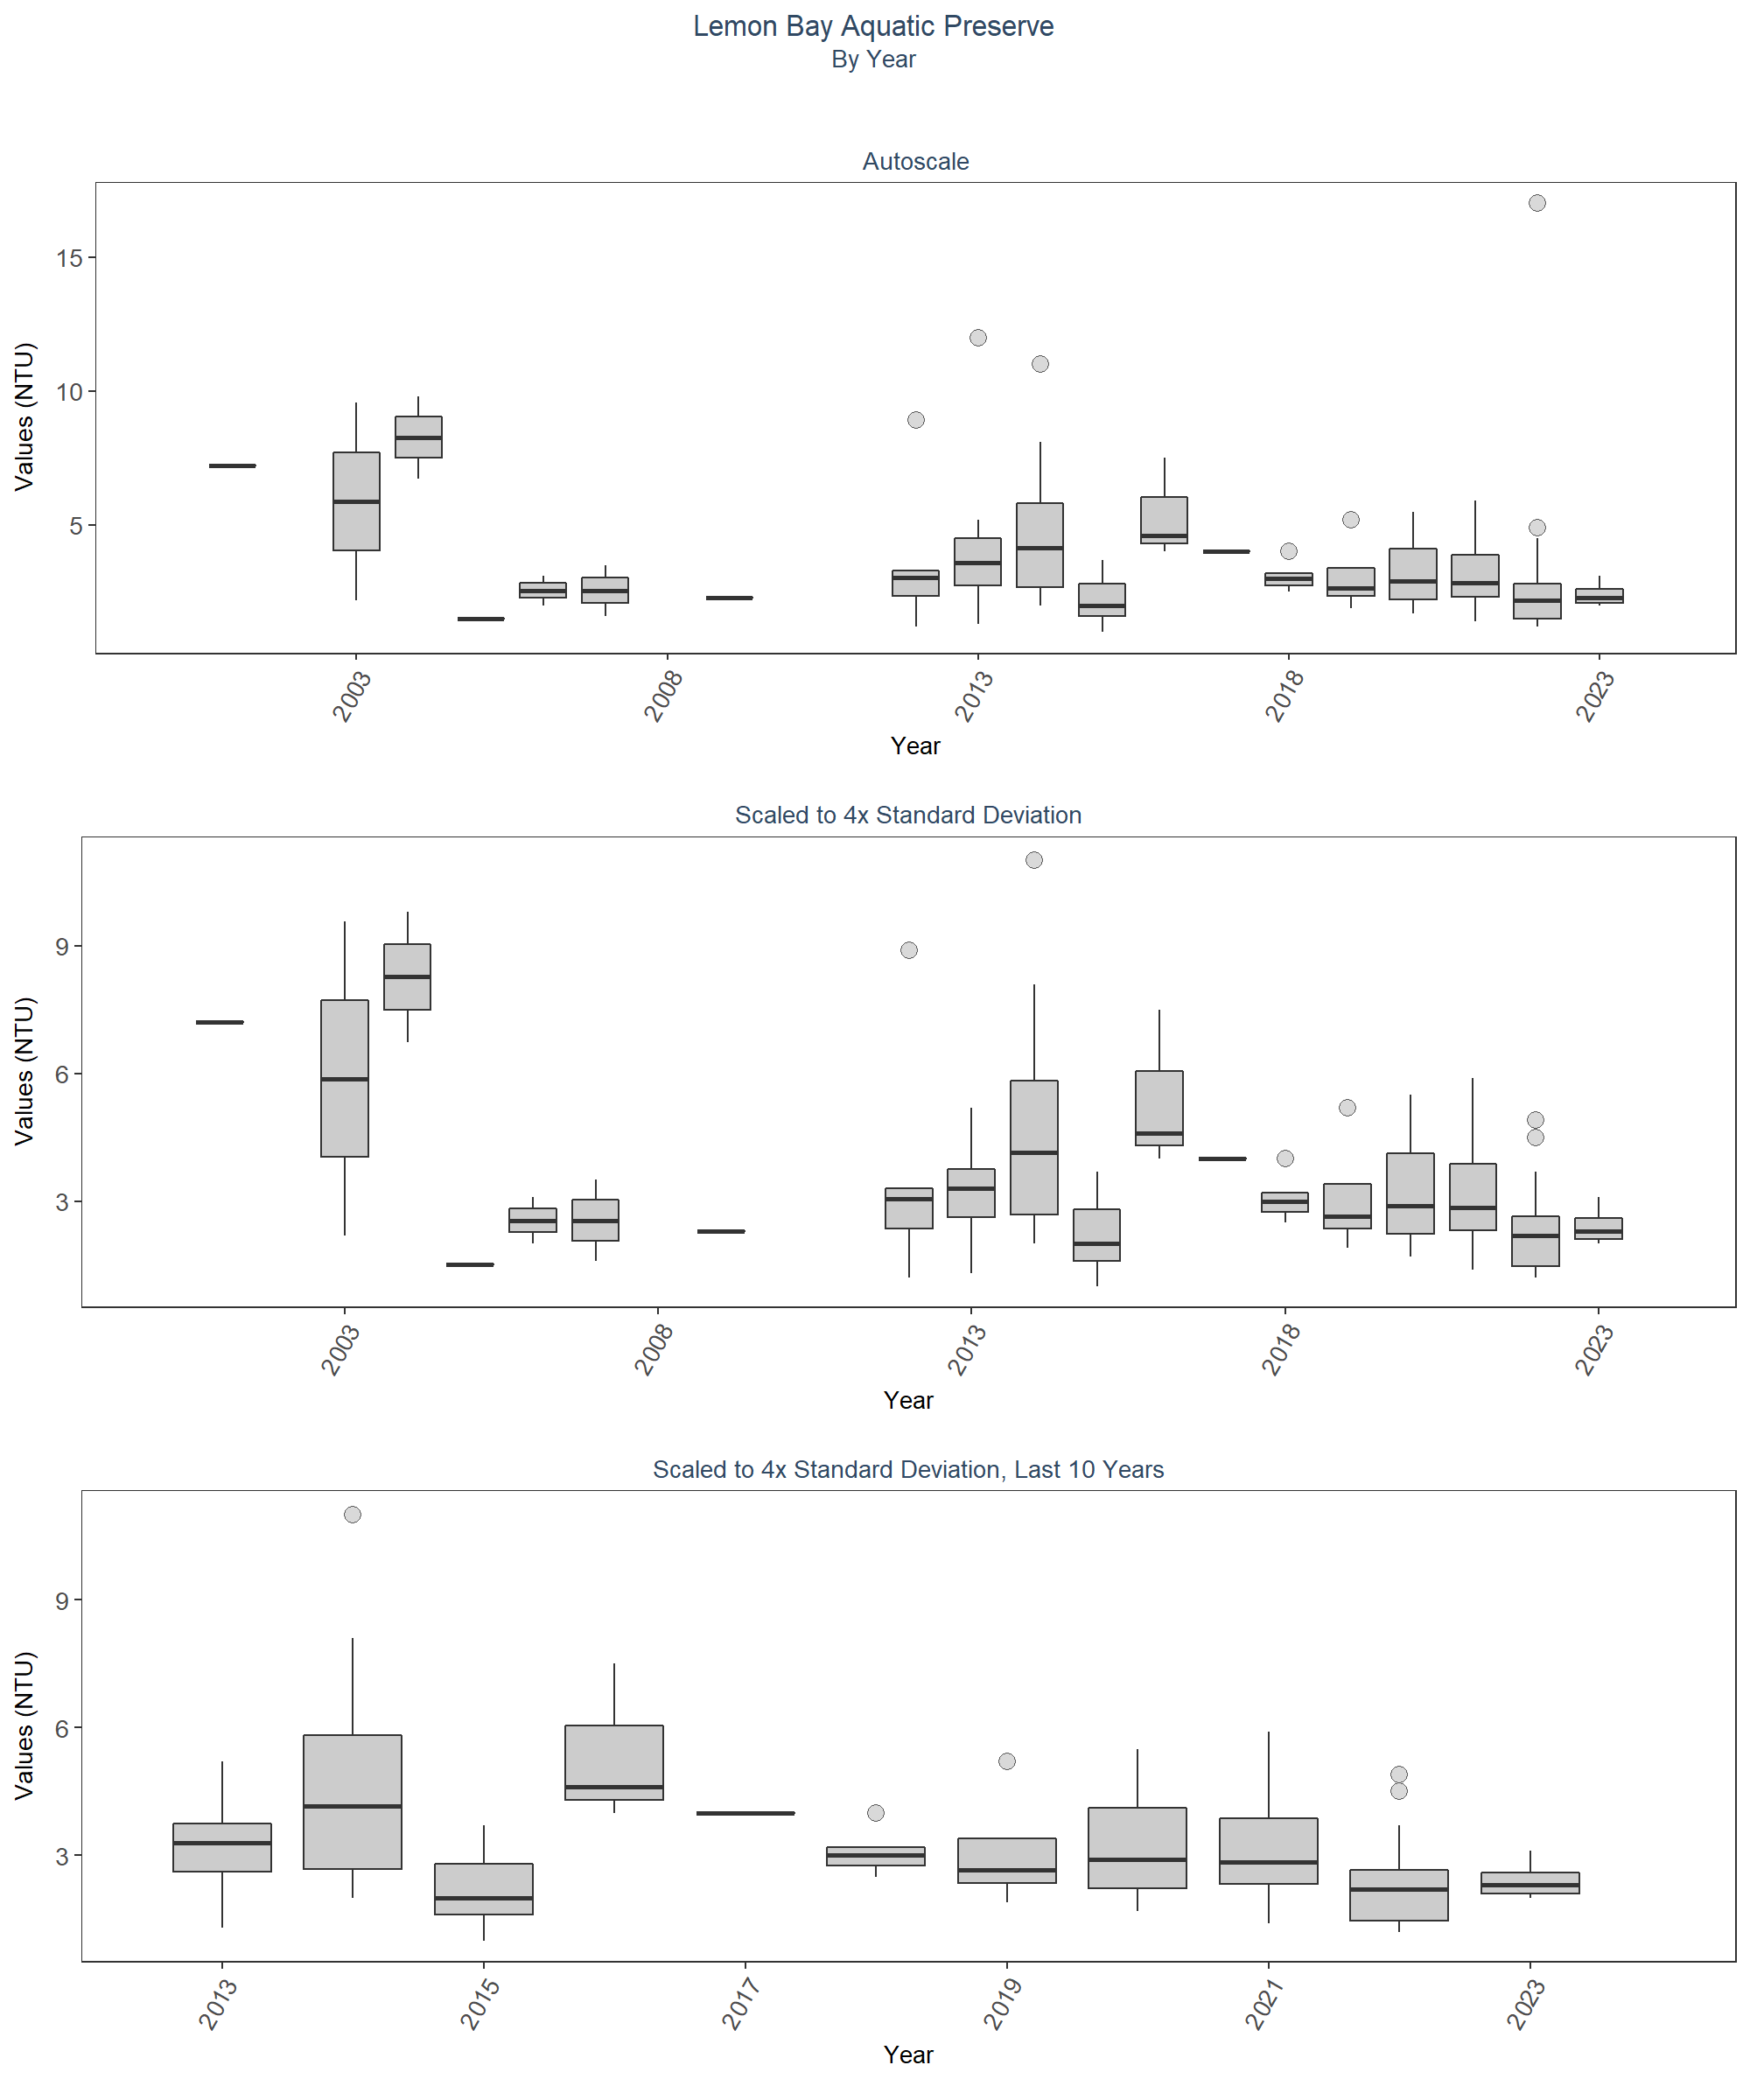 Lemon Bay Aquatic Preserve
By Year
Autoscale
Values (NTU)
15
10
5
2003 2008 2013 2018 2023
Year
Scaled to 4x Standard Deviation
Values (NTU)
9
6
3
2003 2008 2013 2018 2023
Year
Scaled to 4x Standard Deviation, Last 10 Years
Values (NTU)
9
6
3
2013 2015 2017 2019 2021 2023
Year